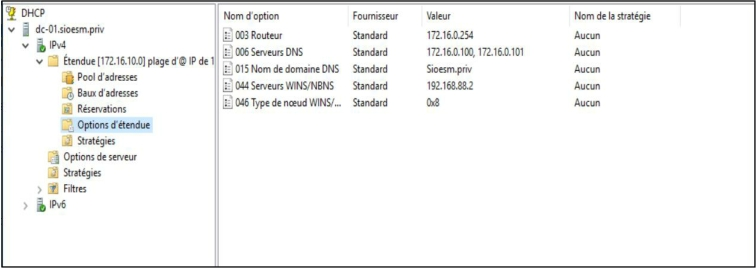 DHCP
dc-01.sioesm.priv
IPv4
Étendue [172.16.10.0] plage d'@ IP de 1
Pool d'adresses
Baux d'adresses
Réservations
Options d'étendue
Stratégies
Options de serveur
Stratégies
Filtres
IPv6
Nom d'option Fournisseur Valeur Nom de la stratégie
003 Routeur Standard 172.16.0.254 Aucun
006 Serveurs DNS Standard 172.16.0.100, 172.16.0.101 Aucun
015 Nom de domaine DNS Standard Sioesm.priv Aucun
044 Serveurs WINS/NBNS Standard 192.168.88.2 Aucun
046 Type de nœud WINS/... Standard 0x8 Aucun